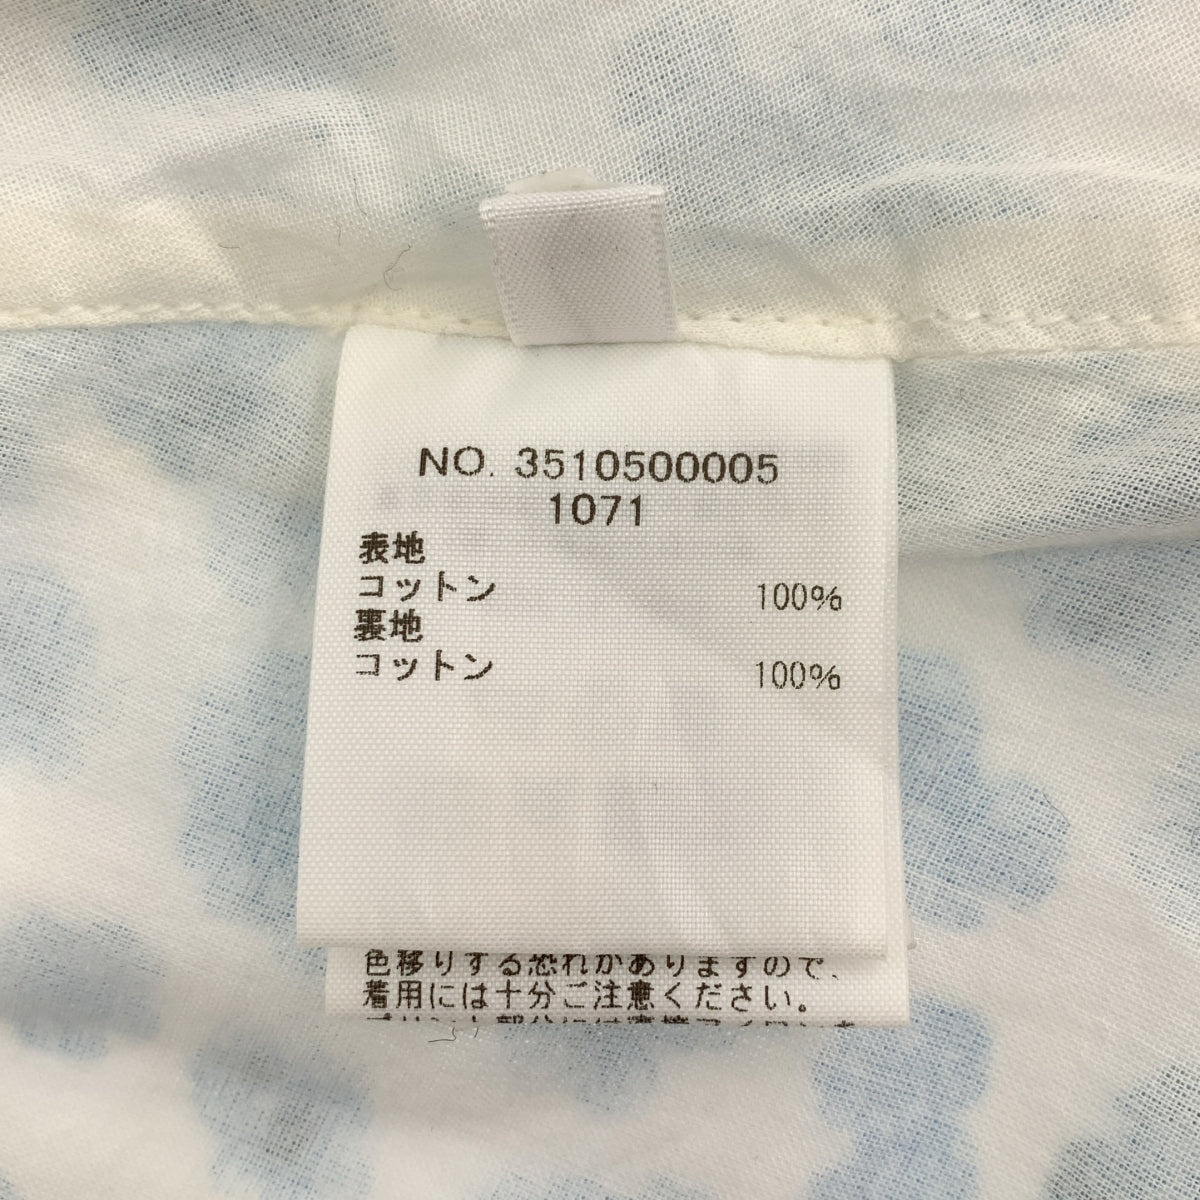 NO. 3510500005
1071
表地
コットン 100%
裏地
コットン 100%
色移りする恐れがありますので、
着用には十分ご注意ください。